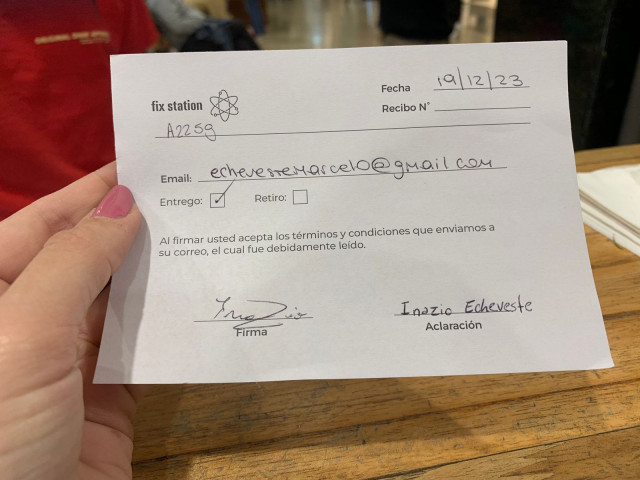 fix station
Fecha 19/12/23
Recibo N°
A2259
Email: echevesteMarcelo@gmail com
Entrego: ✓ Retiro:
Al firmar usted acepta los términos y condiciones que enviamos a
su correo, el cual fue debidamente leído.
Inazio Echeveste
Firma Aclaración